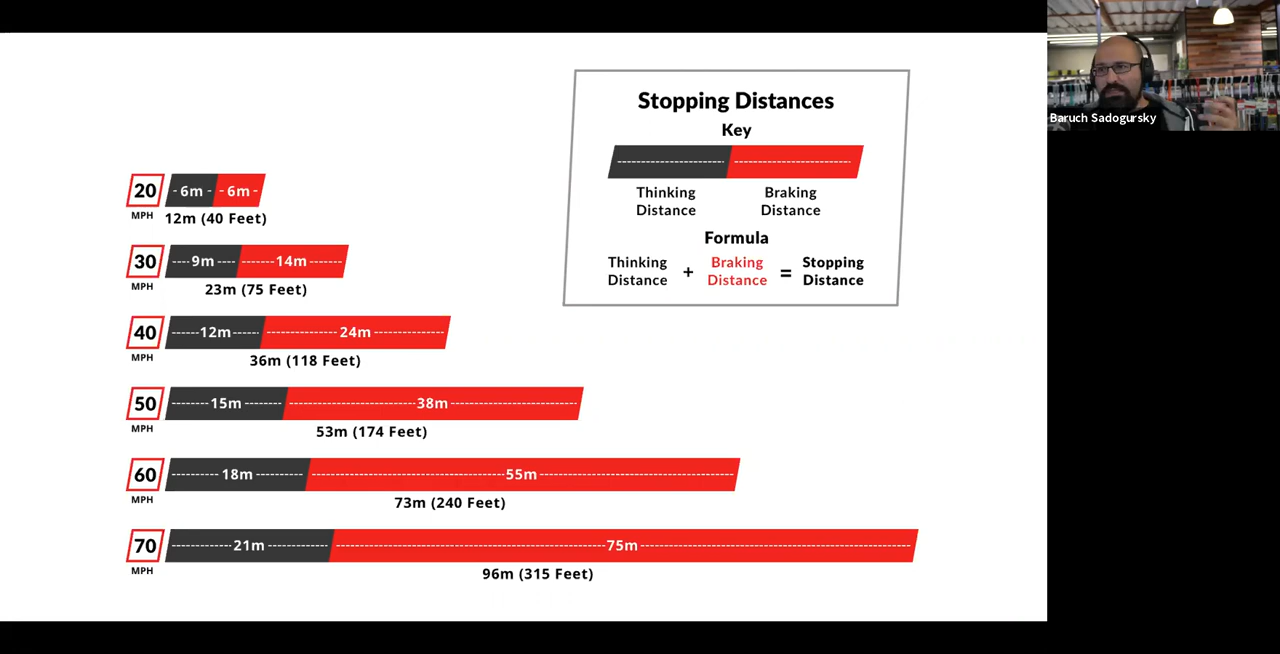 Stopping Distances
Key
Thinking Distance
Braking Distance
Formula
Thinking Distance + Braking Distance = Stopping Distance
20 MPH
6m 6m
12m (40 Feet)
30 MPH
9m 14m
23m (75 Feet)
40 MPH
12m 24m
36m (118 Feet)
50 MPH
15m 38m
53m (174 Feet)
60 MPH
18m 55m
73m (240 Feet)
70 MPH
21m 75m
96m (315 Feet)
Baruch Sadogursky